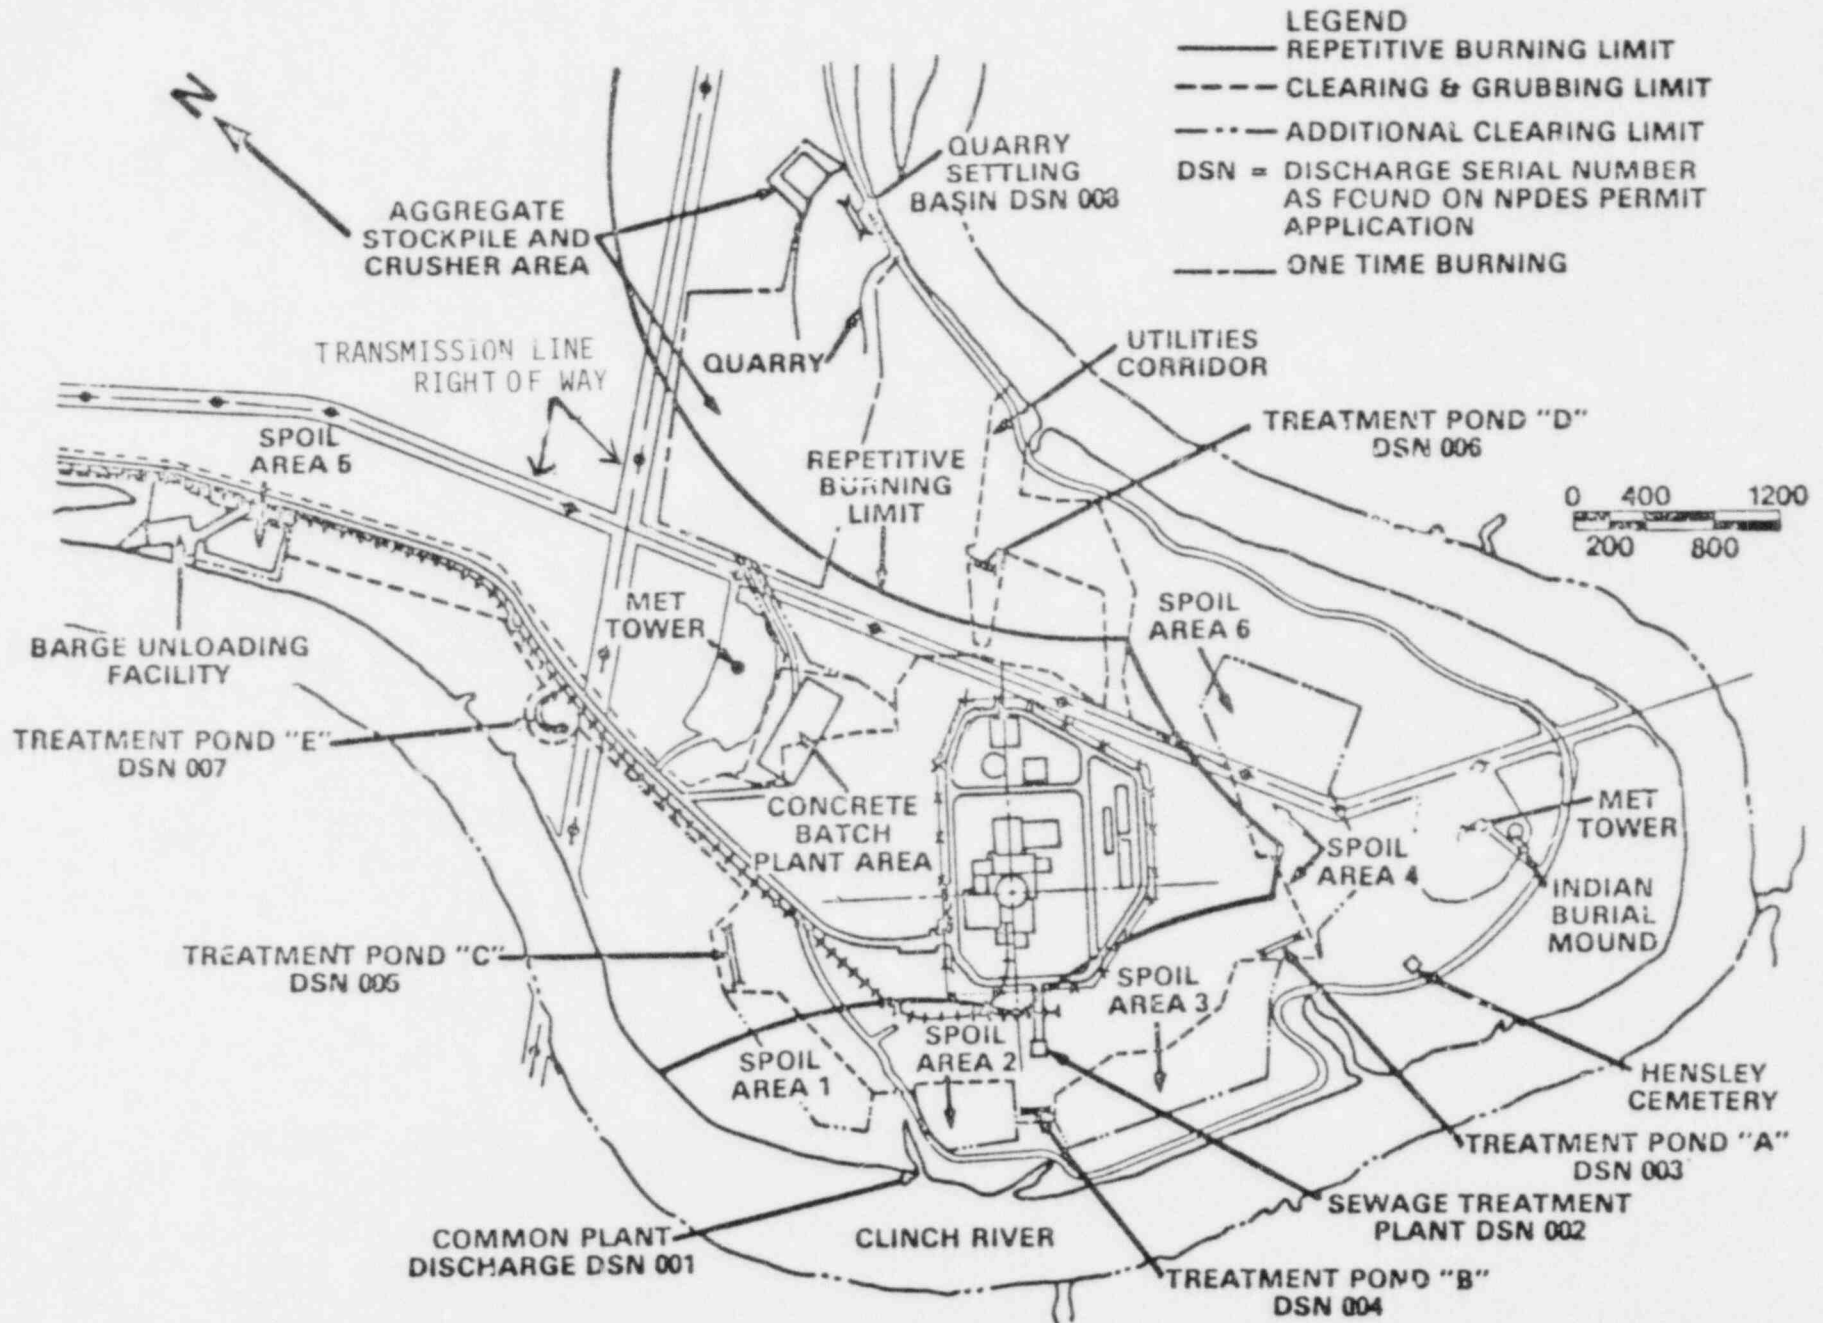 LEGEND
REPETITIVE BURNING LIMIT
CLEARING & GRUBBING LIMIT
ADDITIONAL CLEARING LIMIT
DSN = DISCHARGE SERIAL NUMBER
AS FOUND ON NPDES PERMIT
APPLICATION
ONE TIME BURNING
N
QUARRY
SETTLING
BASIN DSN 008
AGGREGATE
STOCKPILE AND
CRUSHER AREA
TRANSMISSION LINE
RIGHT OF WAY
QUARRY
UTILITIES
CORRIDOR
TREATMENT POND "D"
DSN 006
SPOIL
AREA 5
REPETITIVE
BURNING
LIMIT
0 400 1200
200 800
MET
TOWER
SPOIL
AREA 6
BARGE UNLOADING
FACILITY
TREATMENT POND "E"
DSN 007
CONCRETE
BATCH
PLANT AREA
MET
TOWER
SPOIL
AREA 4
INDIAN
BURIAL
MOUND
TREATMENT POND "C"
DSN 005
SPOIL
AREA 3
SPOIL
AREA 2
SPOIL
AREA 1
HENSLEY
CEMETERY
TREATMENT POND "A"
DSN 003
SEWAGE TREATMENT
PLANT DSN 002
COMMON PLANT
DISCHARGE DSN 001
CLINCH RIVER
TREATMENT POND "B"
DSN 004